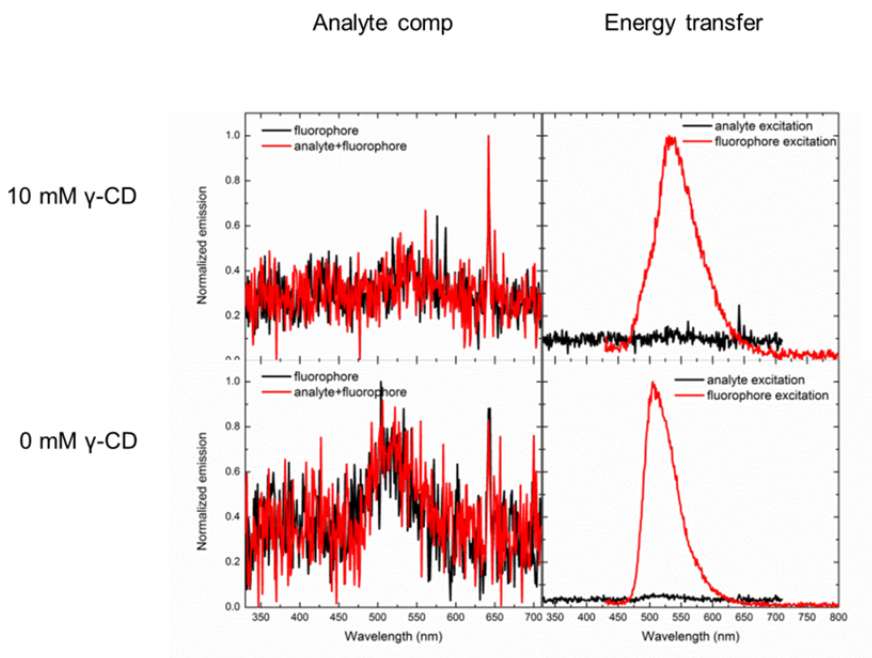 Analyte comp
Energy transfer
10 mM γ-CD
Normalized emission
1.0
0.8
0.6
0.4
0.2
0.0
fluorophore
analyte+fluorophore
analyte excitation
fluorophore excitation
0 mM γ-CD
Normalized emission
1.0
0.8
0.6
0.4
0.2
0.0
fluorophore
analyte+fluorophore
analyte excitation
fluorophore excitation
350 400 450 500 550 600 650 700
350 400 450 500 550 600 650 700 750 800
Wavelength (nm)
Wavelength (nm)